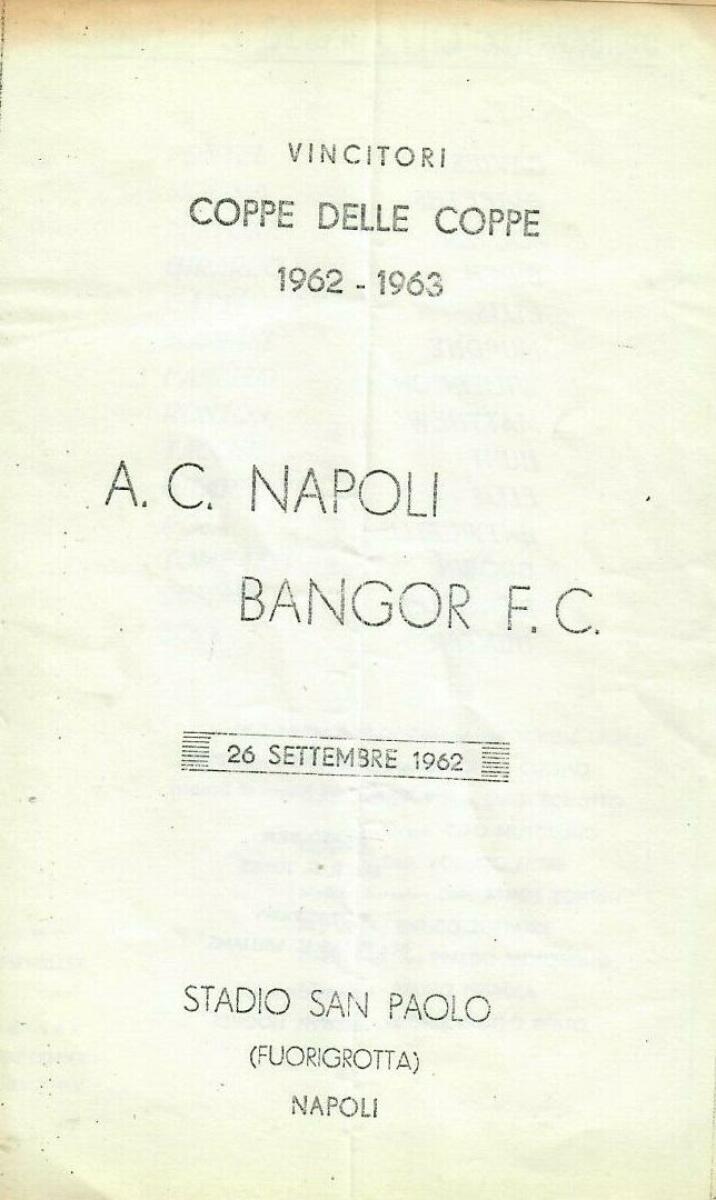 VINCITORI
COPPE DELLE COPPE
1962 - 1963
A. C. NAPOLI
BANGOR F. C.
26 SETTEMBRE 1962
STADIO SAN PAOLO
(FUORIGROTTA)
NAPOLI